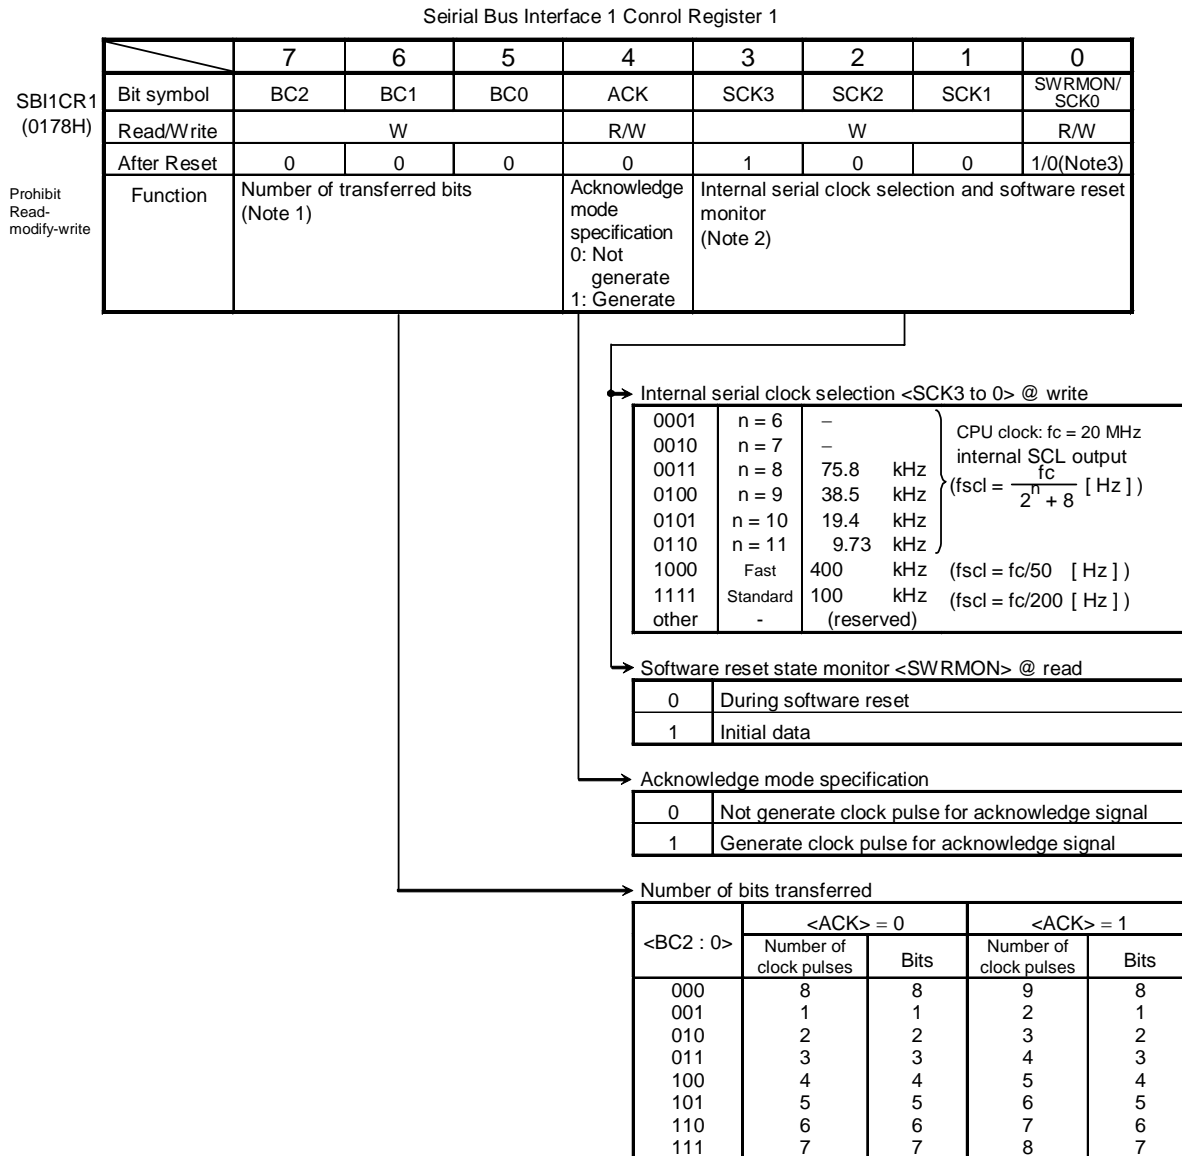 Seirial Bus Interface 1 Conrol Register 1
7 6 5 4 3 2 1 0
SBI1CR1
(0178H)
Bit symbol BC2 BC1 BC0 ACK SCK3 SCK2 SCK1 SWRMON/
SCK0
Read/Write W R/W W R/W
After Reset 0 0 0 0 1 0 0 1/0(Note3)
Prohibit
Read-
modify-write
Function
Number of transferred bits
(Note 1)
Acknowledge
mode
specification
0: Not
generate
1: Generate
Internal serial clock selection and software reset
monitor
(Note 2)
Internal serial clock selection <SCK3 to 0> @ write
0001 n = 6 –
0010 n = 7 –
0011 n = 8 75.8 kHz
0100 n = 9 38.5 kHz
0101 n = 10 19.4 kHz
0110 n = 11 9.73 kHz
CPU clock: fc = 20 MHz
internal SCL output
(fscl = fc / 2^n + 8 [ Hz ] )
1000 Fast 400 kHz (fscl = fc/50 [ Hz ] )
1111 Standard 100 kHz (fscl = fc/200 [ Hz ] )
other - (reserved)
Software reset state monitor <SWRMON> @ read
0 During software reset
1 Initial data
Acknowledge mode specification
0 Not generate clock pulse for acknowledge signal
1 Generate clock pulse for acknowledge signal
Number of bits transferred
<BC2 : 0> <ACK> = 0 <ACK> = 1
Number of
clock pulses Bits Number of
clock pulses Bits
000 8 8 9 8
001 1 1 2 1
010 2 2 3 2
011 3 3 4 3
100 4 4 5 4
101 5 5 6 5
110 6 6 7 6
111 7 7 8 7